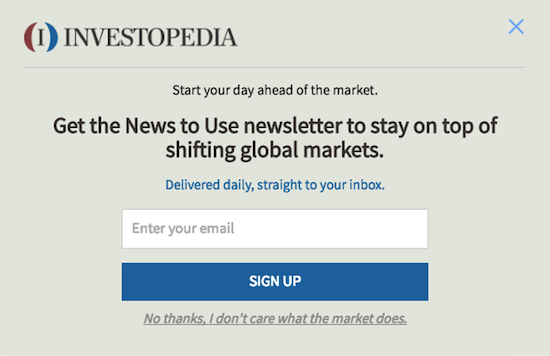 (I) INVESTOPEDIA
Start your day ahead of the market.
Get the News to Use newsletter to stay on top of
shifting global markets.
Delivered daily, straight to your inbox.
Enter your email
SIGN UP
No thanks, I don't care what the market does.